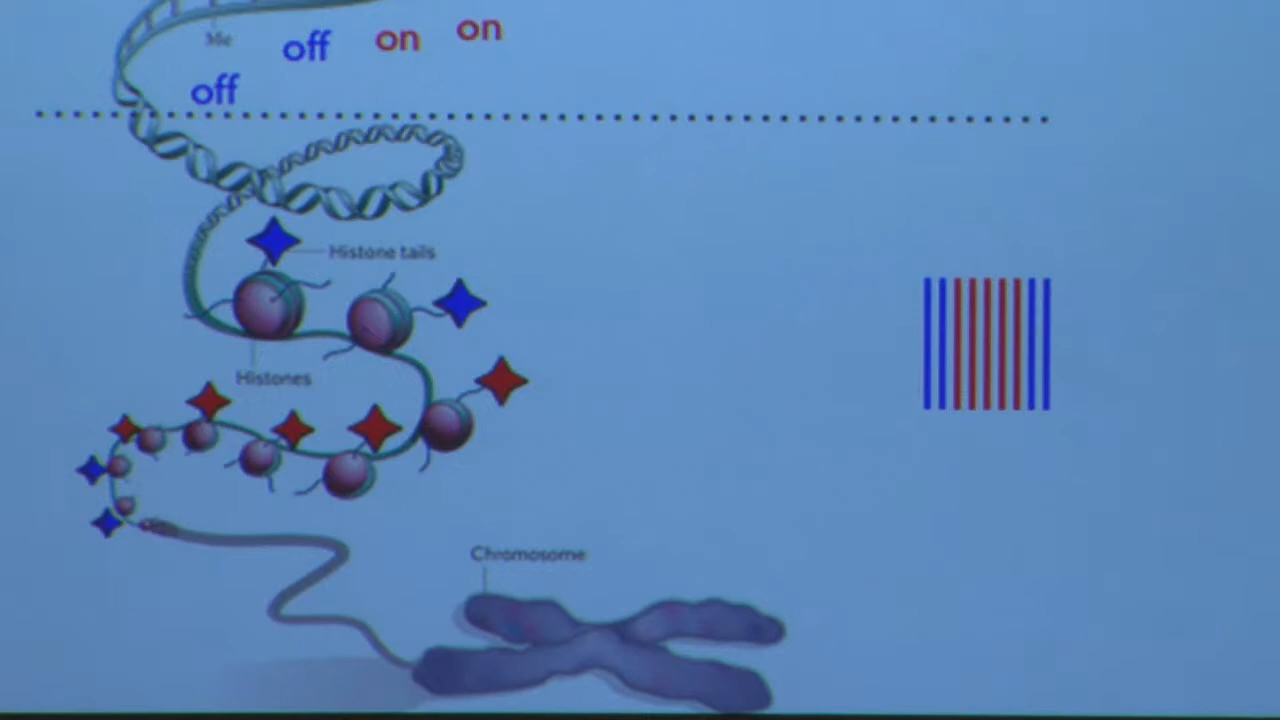 Me
off
on
on
off
Histone tails
Histones
Chromosome